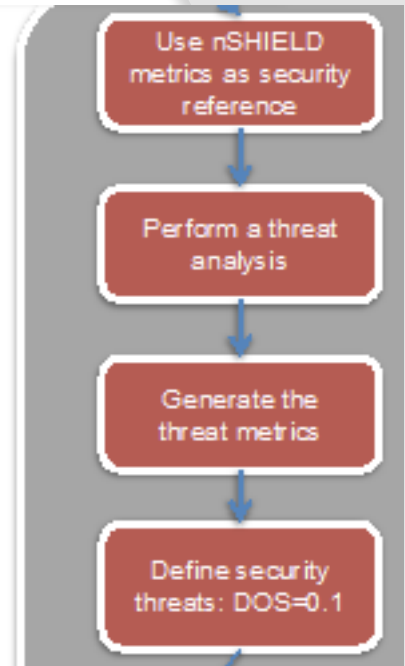 Use nSHIELD
metrics as security
reference
Perform a threat
analysis
Generate the
threat metrics
Define security
threats: DOS=0.1